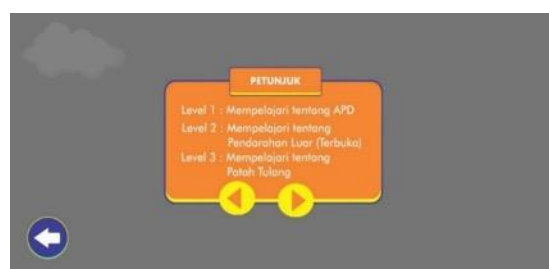 PETUNJUK
Level 1 : Mempelajari tentang APD
Level 2 : Mempelajari tentang
Pendarahan Luar (Terbuka)
Level 3 : Mempelajari tentang
Patah Tulang